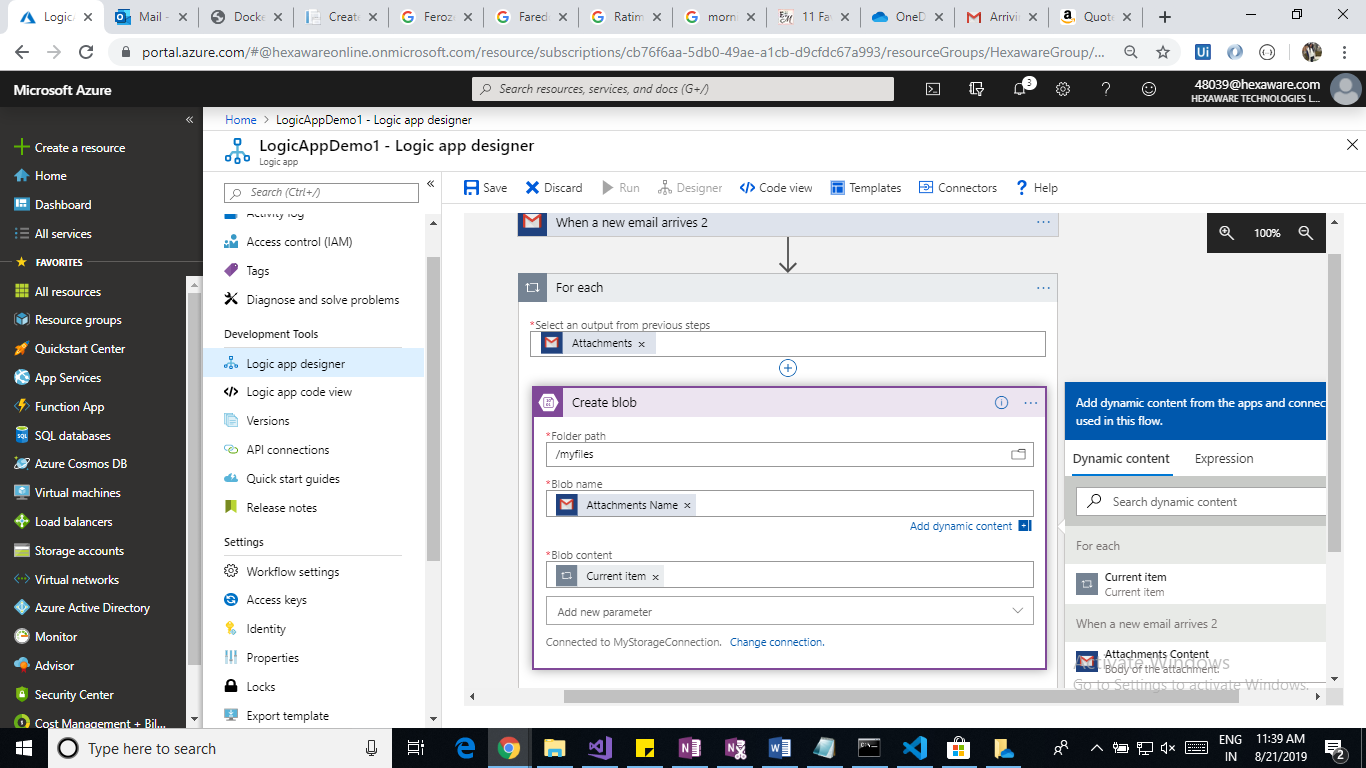 Logic
Mail -
Docke
Create
Feroz
Fared
Ratim
morn
11 Fa
OneD
Arrivi
Quot
portal.azure.com/#@hexawareonline.onmicrosoft.com/resource/subscriptions/cb76f6aa-5db0-49ae-a1cb-d9cfdc67a993/resourceGroups/HexawareGroup/...
Ui
Microsoft Azure
Search resources, services, and docs (G+/)
3
48039@hexaware.com
HEXAWARE TECHNOLOGIES L...
Home > LogicAppDemo1 - Logic app designer
LogicAppDemo1 - Logic app designer
Logic app
Create a resource
Home
Dashboard
All services
FAVORITES
All resources
Resource groups
Quickstart Center
App Services
Function App
SQL databases
Azure Cosmos DB
Virtual machines
Load balancers
Storage accounts
Virtual networks
Azure Active Directory
Monitor
Advisor
Security Center
Cost Management + Bil...
Search (Ctrl+/)
Activity log
Access control (IAM)
Tags
Diagnose and solve problems
Development Tools
Logic app designer
Logic app code view
Versions
API connections
Quick start guides
Release notes
Settings
Workflow settings
Access keys
Identity
Properties
Locks
Export template
Save Discard Run Designer Code view Templates Connectors Help
When a new email arrives 2
100%
For each
*Select an output from previous steps
Attachments
Create blob
*Folder path
/myfiles
*Blob name
Attachments Name
Add dynamic content
*Blob content
Current item
Add new parameter
Connected to MyStorageConnection. Change connection.
Add dynamic content from the apps and connec
used in this flow.
Dynamic content Expression
Search dynamic content
For each
Current item
Current item
When a new email arrives 2
Attachments Content
Body of the attachment.
Activate Windows
Go to Settings to activate Windows.
Type here to search
ENG
IN
11:39 AM
8/21/2019
2